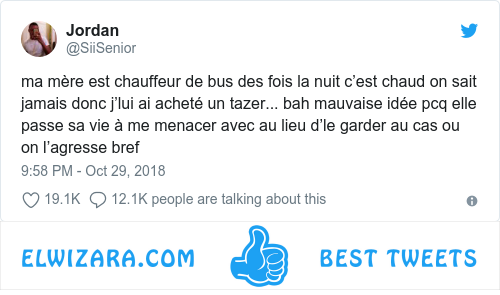 Jordan
@SiiSenior
ma mère est chauffeur de bus des fois la nuit c’est chaud on sait
jamais donc j’lui ai acheté un tazer... bah mauvaise idée pcq elle
passe sa vie à me menacer avec au lieu d’le garder au cas ou
on l’agresse bref
9:58 PM - Oct 29, 2018
19.1K 12.1K people are talking about this
ELWIZARA.COM BEST TWEETS